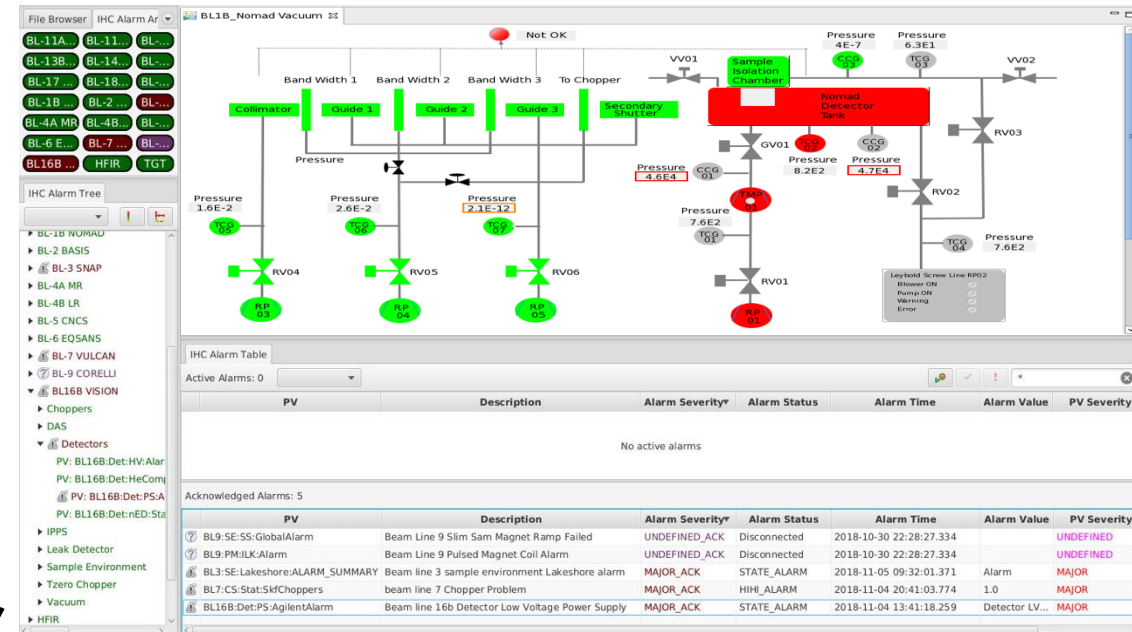 File Browser
IHC Alarm Ar
BL-11A...
BL-11...
BL-...
BL-13B...
BL-14...
BL-...
BL-17 ...
BL-18...
BL-...
BL-1B ...
BL-2 ...
BL-...
BL-4A MR
BL-4B...
BL-...
BL-6 E...
BL-7 ...
BL-...
BL16B ...
HFIR
TGT
IHC Alarm Tree
BL-1B NOMAD
BL-2 BASIS
BL-3 SNAP
BL-4A MR
BL-4B LR
BL-5 CNCS
BL-6 EQSANS
BL-7 VULCAN
BL-9 CORELLI
BL16B VISION
Choppers
DAS
Detectors
PV: BL16B:Det:HV:Alar
PV: BL16B:Det:HeComp
PV: BL16B:Det:PS:A
PV: BL16B:Det:nED:Sta
IPPS
Leak Detector
Sample Environment
Tzero Chopper
Vacuum
HFIR
BL1B_Nomad Vacuum
Not OK
Band Width 1
Band Width 2
Band Width 3
To Chopper
Collimator
Guide 1
Guide 2
Guide 3
Secondary
Shutter
Pressure
Pressure
1.6E-2
Pressure
2.6E-2
Pressure
2.1E-12
TCG
05
TCG
06
TCG
07
RV04
RV05
RV06
RP
03
RP
04
RP
05
VV01
Sample
Isolation
Chamber
Pressure
4E-7
CCG
03
Pressure
6.3E1
TCG
03
VV02
Nomad
Detector
Tank
GV01
02
CCG
02
RV03
Pressure
8.2E2
Pressure
4.7E4
Pressure
4.6E4
CCG
01
TMP
01
RV02
Pressure
7.6E2
TCG
01
TCG
04
Pressure
7.6E2
RV01
RP
01
Leybold Screw Line RP02
Blower ON
Pump ON
Warning
Error
IHC Alarm Table
Active Alarms: 0
*
PV Description Alarm Severity Alarm Status Alarm Time Alarm Value PV Severity
No active alarms
Acknowledged Alarms: 5
PV Description Alarm Severity Alarm Status Alarm Time Alarm Value PV Severity
BL9:SE:SS:GlobalAlarm Beam Line 9 Slim Sam Magnet Ramp Failed UNDEFINED_ACK Disconnected 2018-10-30 22:28:27.334 UNDEFINED
BL9:PM:ILK:Alarm Beam Line 9 Pulsed Magnet Coil Alarm UNDEFINED_ACK Disconnected 2018-10-30 22:28:27.334 UNDEFINED
BL3:SE:Lakeshore:ALARM_SUMMARY Beam line 3 sample environment Lakeshore alarm MAJOR_ACK STATE_ALARM 2018-11-05 09:32:01.371 Alarm MAJOR
BL7:CS:Stat:SkfChoppers beam line 7 Chopper Problem MAJOR_ACK HIHI_ALARM 2018-11-04 20:41:03.774 1.0 MAJOR
BL16B:Det:PS:AgilentAlarm Beam line 16b Detector Low Voltage Power Supply MAJOR_ACK STATE_ALARM 2018-11-04 13:41:18.259 Detector LV... MAJOR